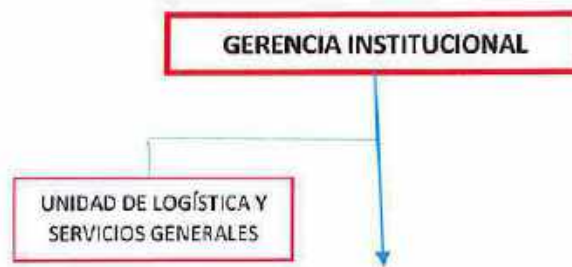 GERENCIA INSTITUCIONAL
UNIDAD DE LOGÍSTICA Y
SERVICIOS GENERALES